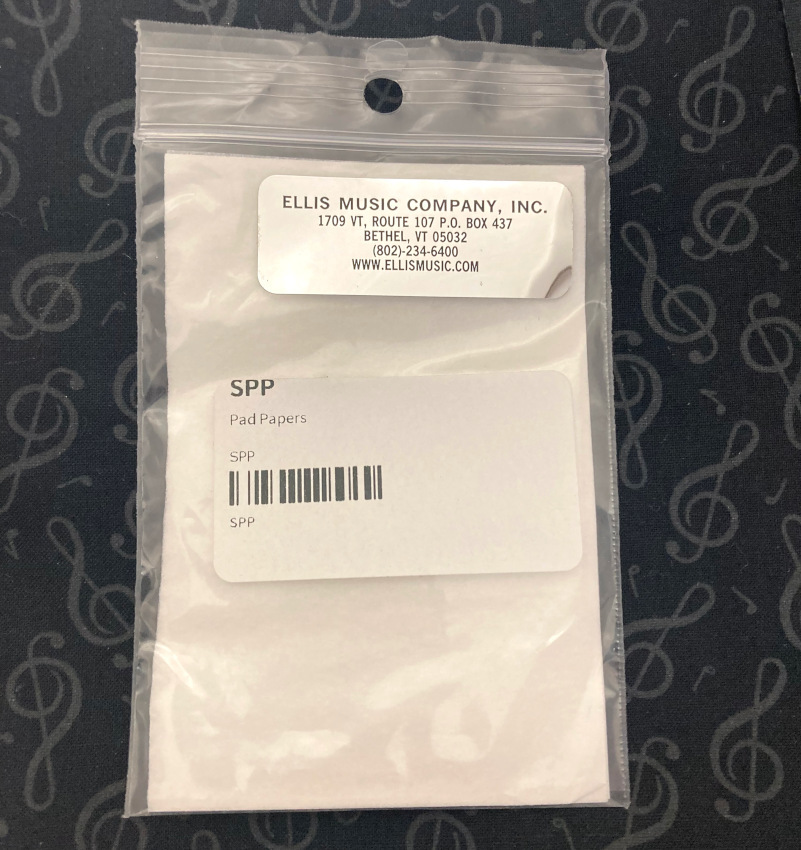 ELLIS MUSIC COMPANY, INC.
1709 VT, ROUTE 107 P.O. BOX 437
BETHEL, VT 05032
(802)-234-6400
WWW.ELLISMUSIC.COM
SPP
Pad Papers
SPP
SPP